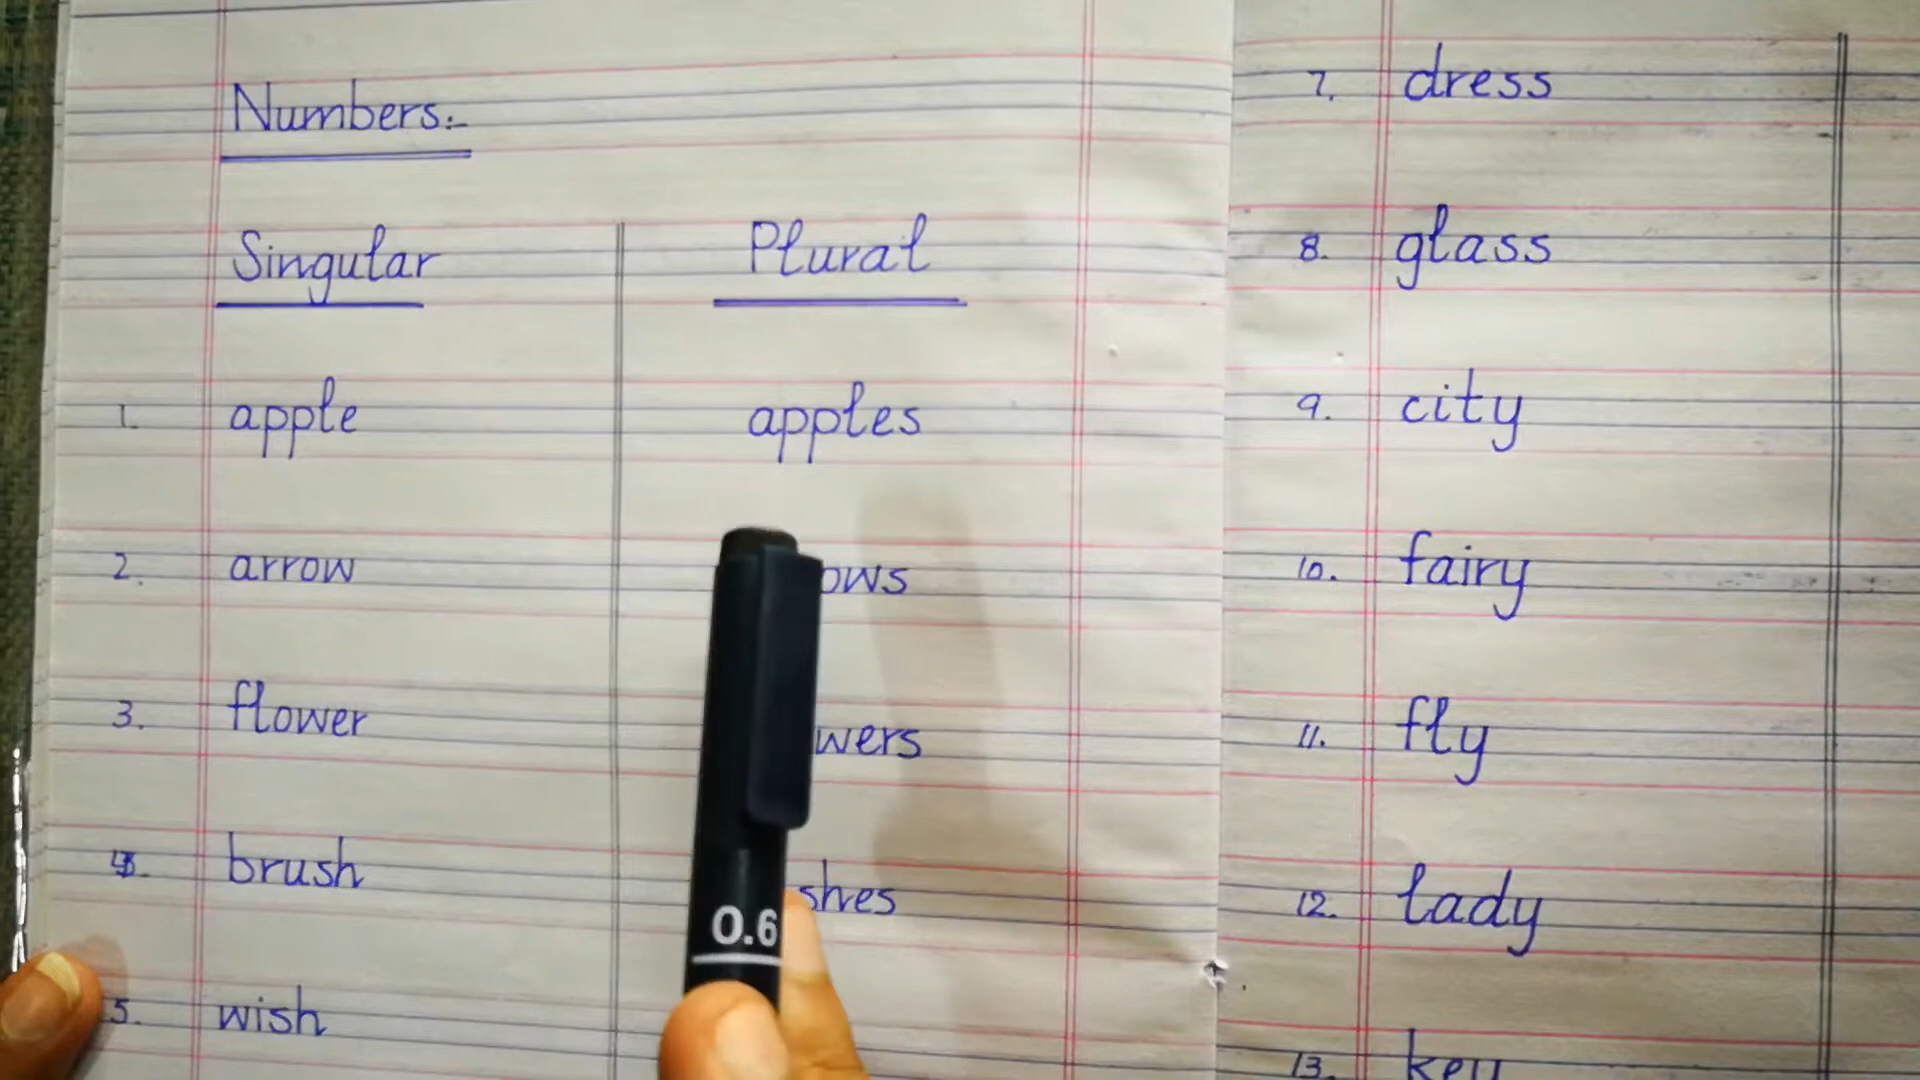 Numbers:-
Singular Plural
1. apple apples
2. arrow ows
3. flower wers
4. brush shes
5. wish
0.6
7. dress
8. glass
9. city
10. fairy
11. fly
12. lady
13. key